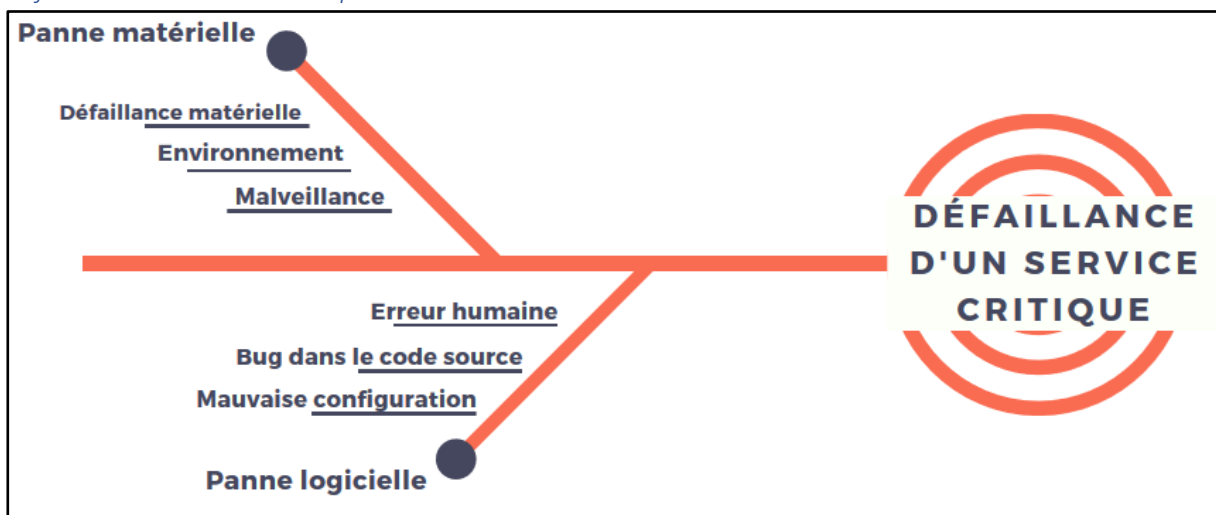 Panne matérielle
Défaillance matérielle
Environnement
Malveillance
DÉFAILLANCE
D'UN SERVICE
CRITIQUE
Erreur humaine
Bug dans le code source
Mauvaise configuration
Panne logicielle